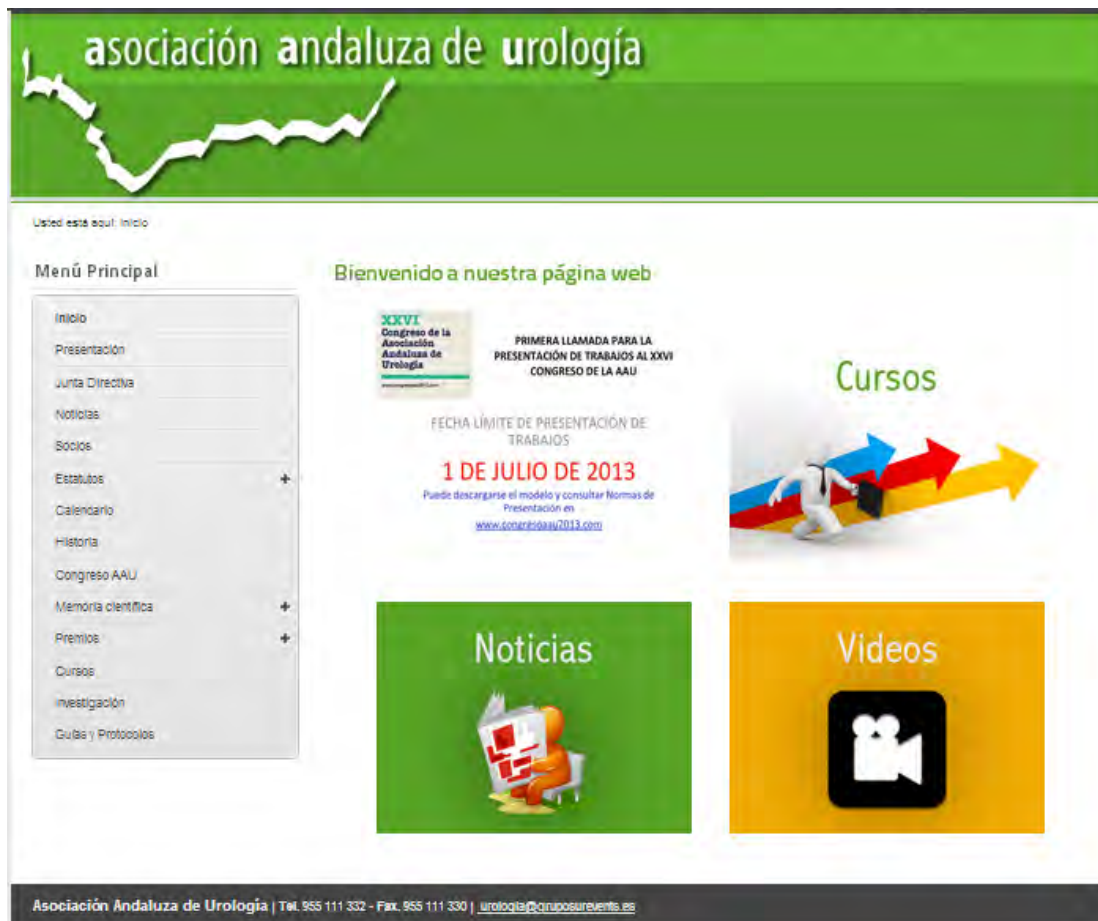 asociación andaluza de urología
Usted está aquí: Inicio
Menú Principal
Inicio
Presentación
Junta Directiva
Noticias
Socios
Estatutos
Calendario
Historia
Congreso AAU
Memoria científica
Premios
Cursos
Investigación
Guías y Protocolos
Bienvenido a nuestra página web
XXVI
Congreso de la
Asociación
Andaluza de
Urología
PRIMERA LLAMADA PARA LA
PRESENTACIÓN DE TRABAJOS AL XXVI
CONGRESO DE LA AAU
FECHA LÍMITE DE PRESENTACIÓN DE
TRABAJOS
1 DE JULIO DE 2013
Puede descargarse el modelo y consultar Normas de
Presentación en
www.congresoaau2013.com
Cursos
Noticias
Videos
Asociación Andaluza de Urología | Tel. 955 111 332 - Fax. 955 111 330 | urologia@gruposurevents.es